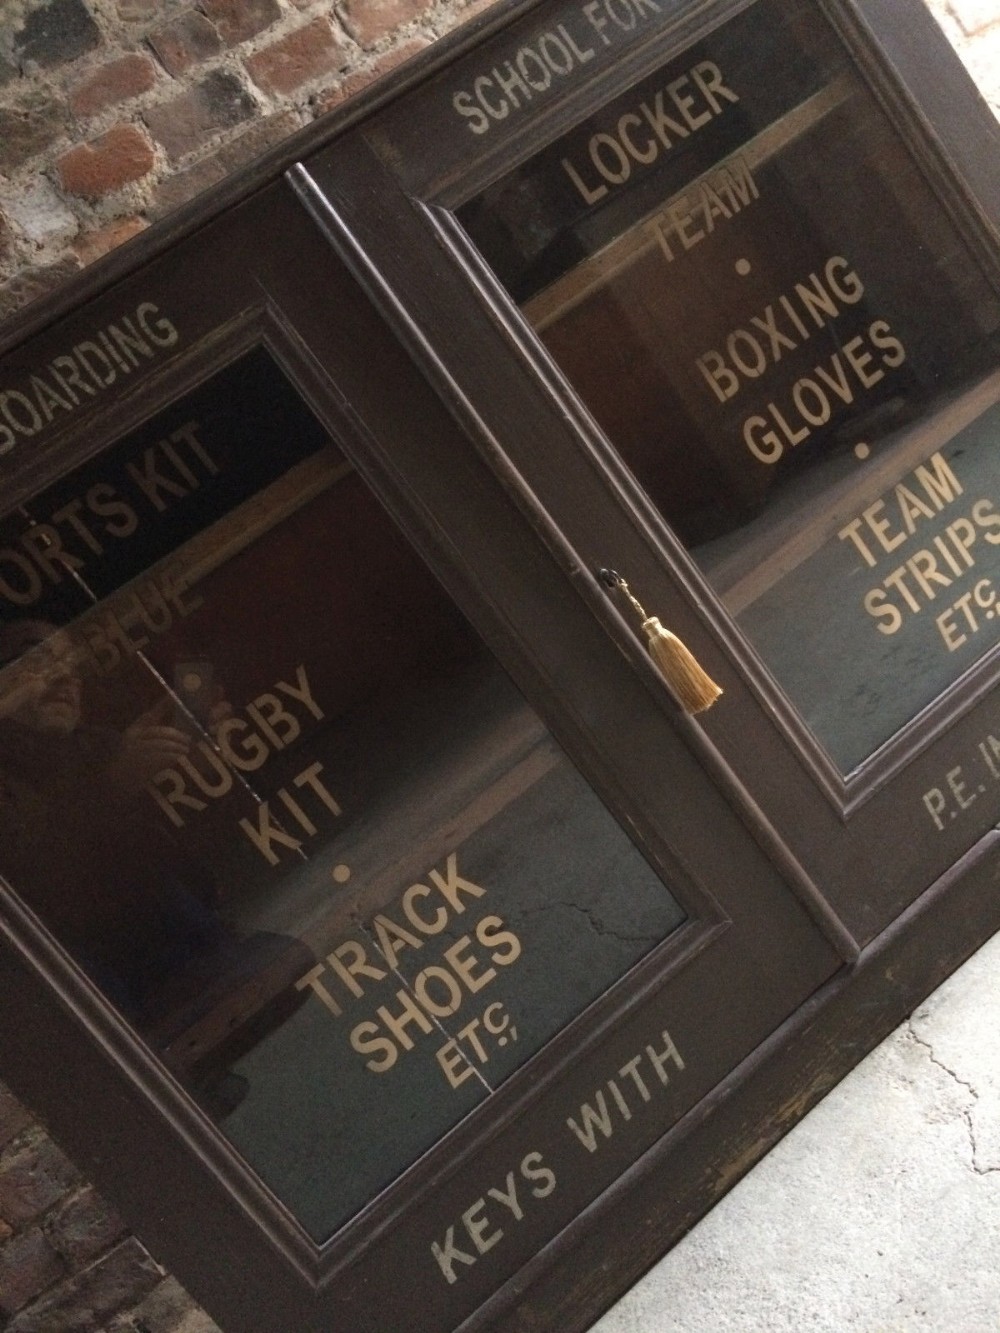 BOARDING
SCHOOL FOR
ORTS KIT
BLUE
RUGBY
KIT
TRACK
SHOES
ETC,
LOCKER
TEAM
BOXING
GLOVES
TEAM
STRIPS
ETC,
KEYS WITH
P.E. IN